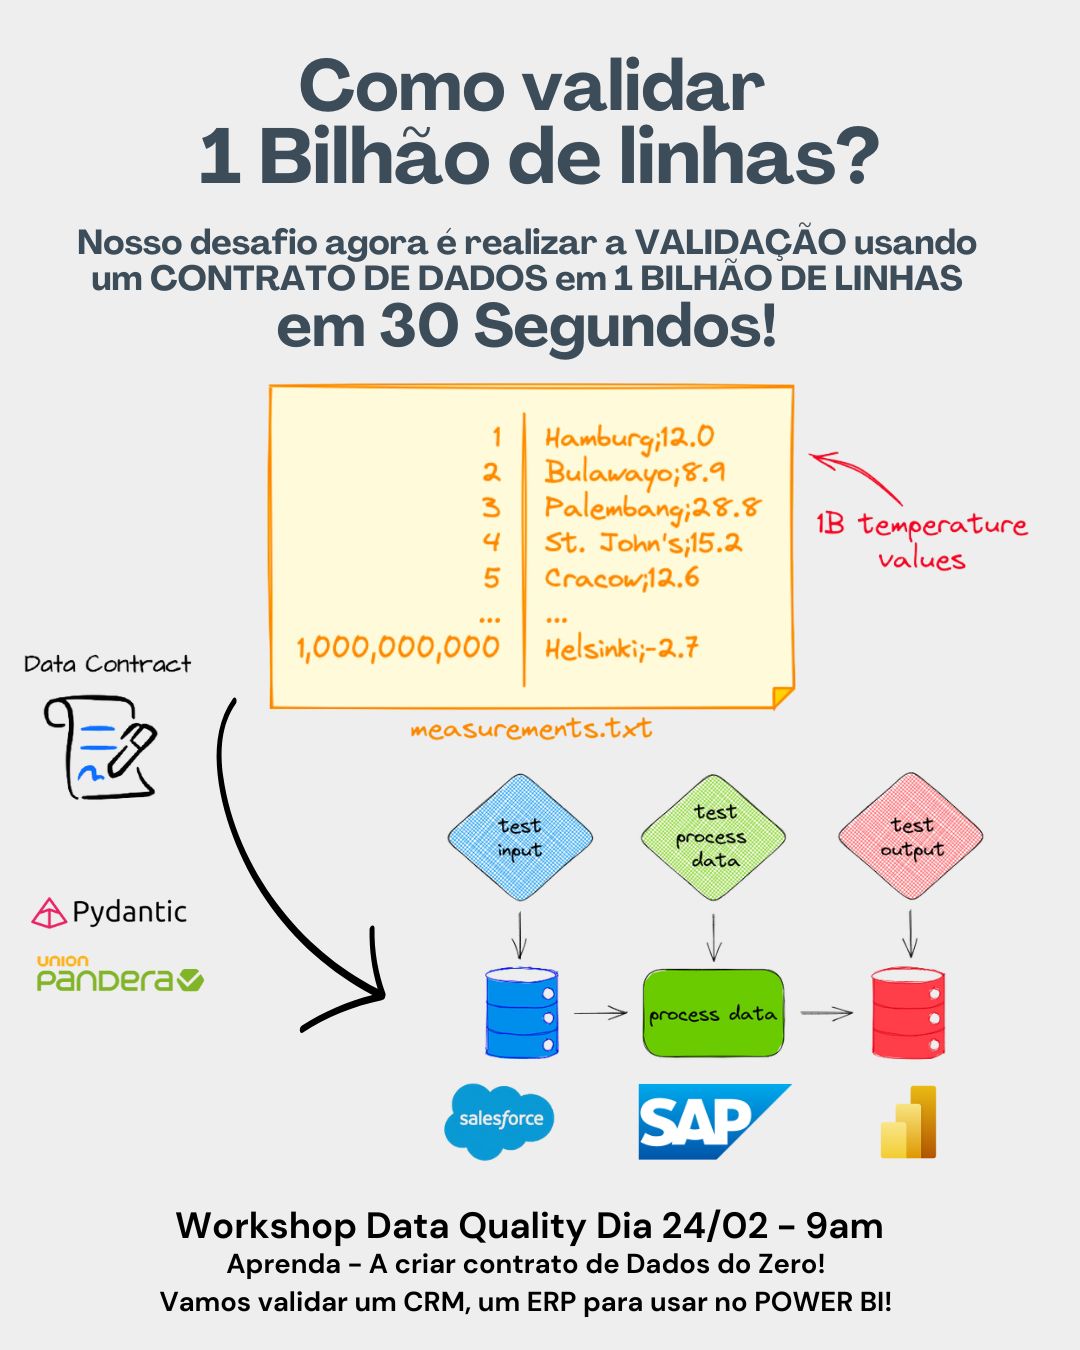 Como validar
1 Bilhão de linhas?
Nosso desafio agora é realizar a VALIDAÇÃO usando
um CONTRATO DE DADOS em 1 BILHÃO DE LINHAS
em 30 Segundos!
1 Hamburg;12.0
2 Bulawayo;8.9
3 Palembang;28.8
4 St. John's;15.2
5 Cracow;12.6
... ...
1,000,000,000 Helsinki;-2.7
1B temperature
values
measurements.txt
Data Contract
Pydantic
UNION
PANDERA
test
input
test
process
data
test
output
process data
salesforce
SAP
Workshop Data Quality Dia 24/02 - 9am
Aprenda - A criar contrato de Dados do Zero!
Vamos validar um CRM, um ERP para usar no POWER BI!